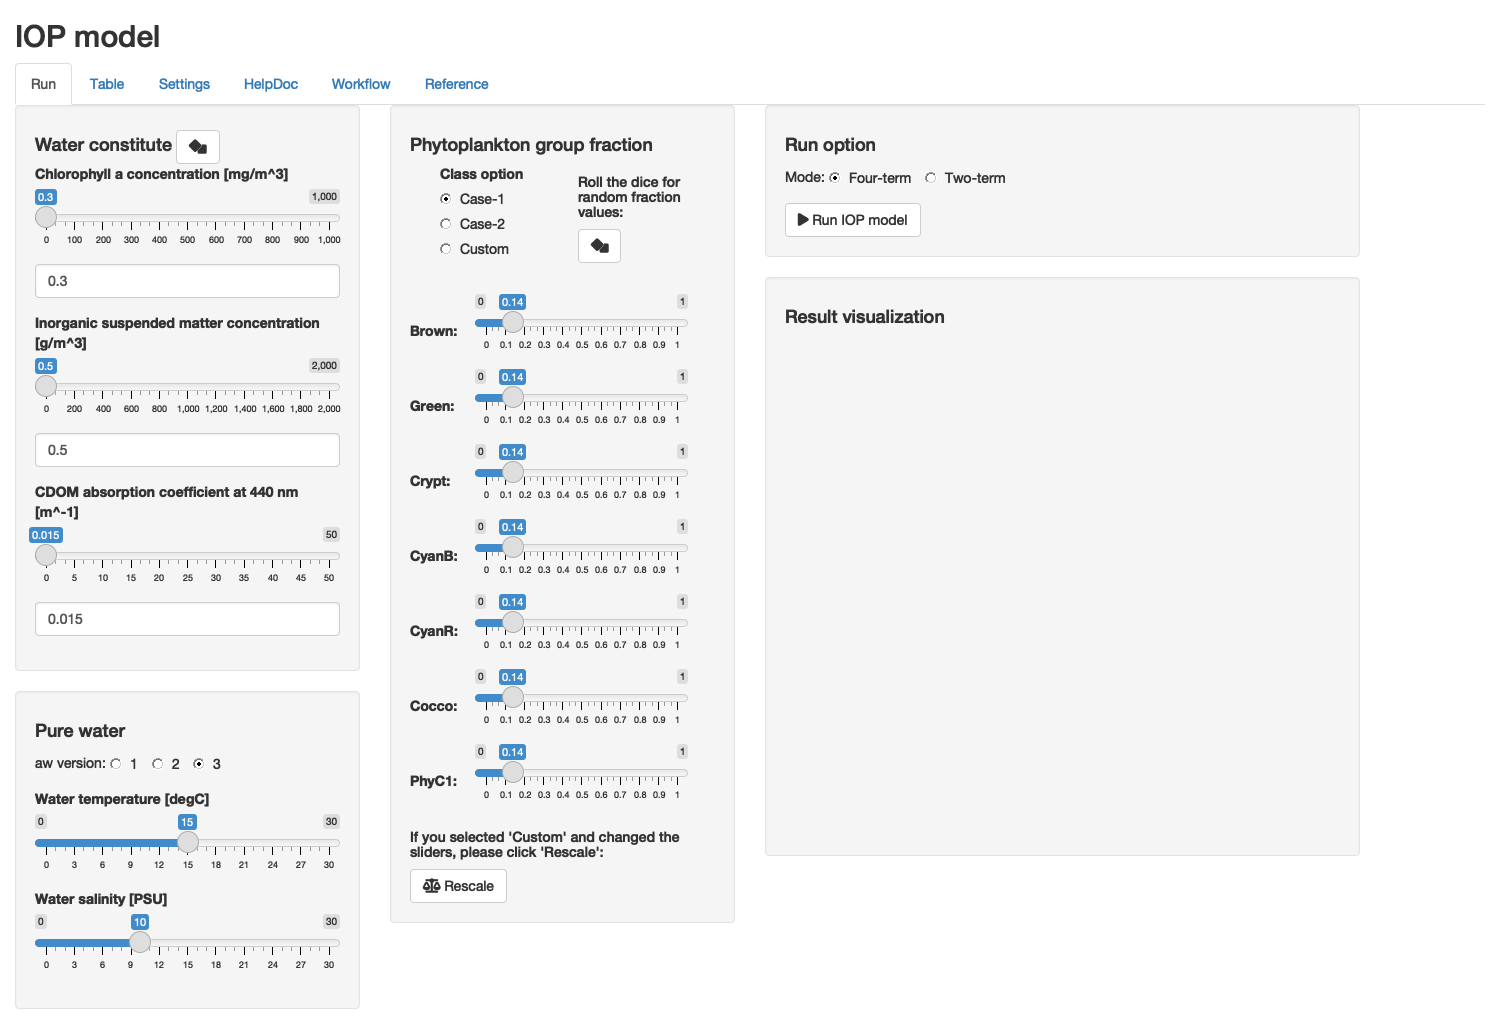 IOP model
Run Table Settings HelpDoc Workflow Reference
Water constitute
Chlorophyll a concentration [mg/m^3]
0.3 1,000
0 100 200 300 400 500 600 700 800 900 1,000
0.3
Inorganic suspended matter concentration
[g/m^3]
0.5 2,000
0 200 400 600 800 1,000 1,200 1,400 1,600 1,800 2,000
0.5
CDOM absorption coefficient at 440 nm
[m^-1]
0.015 50
0 5 10 15 20 25 30 35 40 45 50
0.015
Pure water
aw version: 1 2 3
Water temperature [degC]
0 15 30
0 3 6 9 12 15 18 21 24 27 30
Water salinity [PSU]
0 10 30
0 3 6 9 12 15 18 21 24 27 30
Phytoplankton group fraction
Class option
Case-1
Case-2
Custom
Roll the dice for
random fraction
values:
0 0.14 1
Brown:
0 0.1 0.2 0.3 0.4 0.5 0.6 0.7 0.8 0.9 1
0 0.14 1
Green:
0 0.1 0.2 0.3 0.4 0.5 0.6 0.7 0.8 0.9 1
0 0.14 1
Crypt:
0 0.1 0.2 0.3 0.4 0.5 0.6 0.7 0.8 0.9 1
0 0.14 1
CyanB:
0 0.1 0.2 0.3 0.4 0.5 0.6 0.7 0.8 0.9 1
0 0.14 1
CyanR:
0 0.1 0.2 0.3 0.4 0.5 0.6 0.7 0.8 0.9 1
0 0.14 1
Cocco:
0 0.1 0.2 0.3 0.4 0.5 0.6 0.7 0.8 0.9 1
0 0.14 1
PhyC1:
0 0.1 0.2 0.3 0.4 0.5 0.6 0.7 0.8 0.9 1
If you selected 'Custom' and changed the
sliders, please click 'Rescale':
Rescale
Run option
Mode: Four-term Two-term
Run IOP model
Result visualization